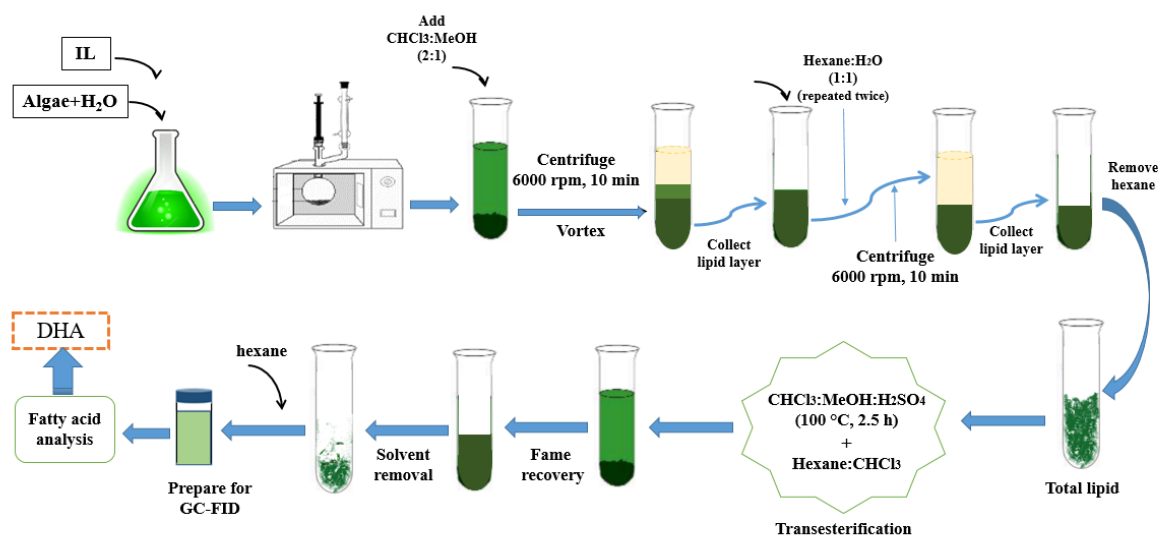 IL
Algae+H₂O
Add
CHCl3:MeOH
(2:1)
Centrifuge
6000 rpm, 10 min
Vortex
Collect
lipid layer
Hexane:H₂O
(1:1)
(repeated twice)
Centrifuge
6000 rpm, 10 min
Collect
lipid layer
Remove
hexane
Total lipid
CHCl3:MeOH:H2SO4
(100 °C, 2.5 h)
+
Hexane:CHCl3
Transesterification
Fame
recovery
Solvent
removal
hexane
Prepare for
GC-FID
Fatty acid
analysis
DHA